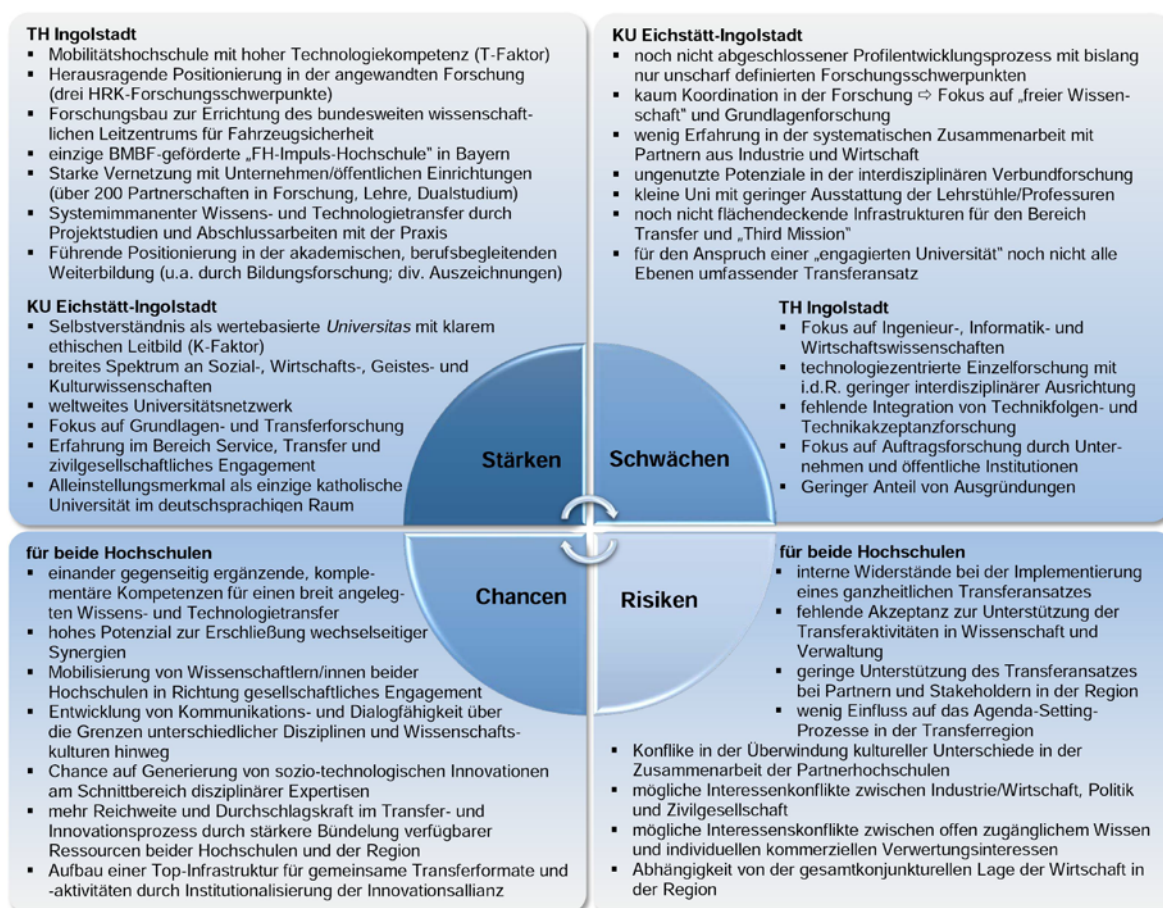 TH Ingolstadt
▪ Mobilitätshochschule mit hoher Technologiekompetenz (T-Faktor)
▪ Herausragende Positionierung in der angewandten Forschung
(drei HRK-Forschungsschwerpunkte)
▪ Forschungsbau zur Errichtung des bundesweiten wissenschaft-
lichen Leitzentrums für Fahrzeugsicherheit
▪ einzige BMBF-geförderte „FH-Impuls-Hochschule" in Bayern
▪ Starke Vernetzung mit Unternehmen/öffentlichen Einrichtungen
(über 200 Partnerschaften in Forschung, Lehre, Dualstudium)
▪ Systemimmanenter Wissens- und Technologietransfer durch
Projektstudien und Abschlussarbeiten mit der Praxis
▪ Führende Positionierung in der akademischen, berufsbegleitenden
Weiterbildung (u.a. durch Bildungsforschung; div. Auszeichnungen)
KU Eichstätt-Ingolstadt
▪ Selbstverständnis als wertebasierte Universitas mit klarem
ethischen Leitbild (K-Faktor)
▪ breites Spektrum an Sozial-, Wirtschafts-, Geistes- und
Kulturwissenschaften
▪ weltweites Universitätsnetzwerk
▪ Fokus auf Grundlagen- und Transferforschung
▪ Erfahrung im Bereich Service, Transfer und
zivilgesellschaftliches Engagement
▪ Alleinstellungsmerkmal als einzige katholische
Universität im deutschsprachigen Raum
Stärken
KU Eichstätt-Ingolstadt
▪ noch nicht abgeschlossener Profilentwicklungsprozess mit bislang
nur unscharf definierten Forschungsschwerpunkten
▪ kaum Koordination in der Forschung ⇨ Fokus auf „freier Wissen-
schaft" und Grundlagenforschung
▪ wenig Erfahrung in der systematischen Zusammenarbeit mit
Partnern aus Industrie und Wirtschaft
▪ ungenutzte Potenziale in der interdisziplinären Verbundforschung
▪ kleine Uni mit geringer Ausstattung der Lehrstühle/Professuren
▪ noch nicht flächendeckende Infrastrukturen für den Bereich
Transfer und „Third Mission"
▪ für den Anspruch einer „engagierten Universität" noch nicht alle
Ebenen umfassender Transferansatz
TH Ingolstadt
▪ Fokus auf Ingenieur-, Informatik- und
Wirtschaftswissenschaften
▪ technologiezentrierte Einzelforschung mit
i.d.R. geringer interdisziplinärer Ausrichtung
▪ fehlende Integration von Technikfolgen- und
Technikakzeptanzforschung
▪ Fokus auf Auftragsforschung durch Unter-
nehmen und öffentliche Institutionen
▪ Geringer Anteil von Ausgründungen
Schwächen
für beide Hochschulen
▪ einander gegenseitig ergänzende, komple-
mentäre Kompetenzen für einen breit angeleg-
ten Wissens- und Technologietransfer
▪ hohes Potenzial zur Erschließung wechselseitiger
Synergien
▪ Mobilisierung von Wissenschaftlern/innen beider
Hochschulen in Richtung gesellschaftliches Engagement
▪ Entwicklung von Kommunikations- und Dialogfähigkeit über
die Grenzen unterschiedlicher Disziplinen und Wissenschafts-
kulturen hinweg
▪ Chance auf Generierung von sozio-technologischen Innovationen
am Schnittbereich disziplinärer Expertisen
▪ mehr Reichweite und Durchschlagskraft im Transfer- und
Innovationsprozess durch stärkere Bündelung verfügbarer
Ressourcen beider Hochschulen und der Region
▪ Aufbau einer Top-Infrastruktur für gemeinsame Transferformate und
-aktivitäten durch Institutionalisierung der Innovationsallianz
Chancen
für beide Hochschulen
▪ interne Widerstände bei der Implementierung
eines ganzheitlichen Transferansatzes
▪ fehlende Akzeptanz zur Unterstützung der
Transferaktivitäten in Wissenschaft und
Verwaltung
▪ geringe Unterstützung des Transferansatzes
bei Partnern und Stakeholdern in der Region
▪ wenig Einfluss auf das Agenda-Setting-
Prozesse in der Transferregion
▪ Konflike in der Überwindung kultureller Unterschiede in der
Zusammenarbeit der Partnerhochschulen
▪ mögliche Interessenkonflikte zwischen Industrie/Wirtschaft, Politik
und Zivilgesellschaft
▪ mögliche Interessenskonflikte zwischen offen zugänglichem Wissen
und individuellen kommerziellen Verwertungsinteressen
▪ Abhängigkeit von der gesamtkonjunkturellen Lage der Wirtschaft in
der Region
Risiken